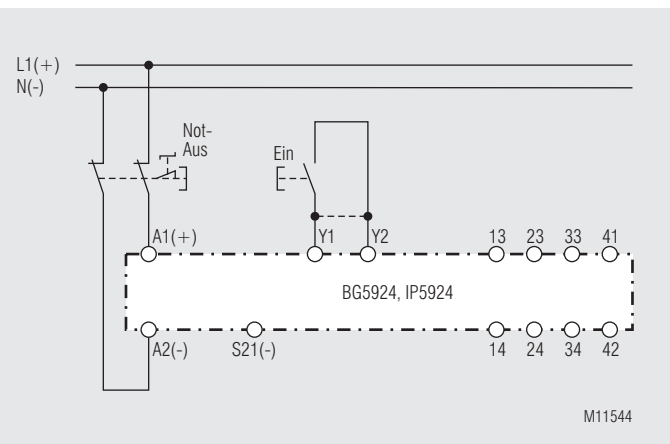 L1(+)
N(-)
Not-
Aus
Ein
A1(+)
Y1
Y2
13
23
33
41
BG5924, IP5924
A2(-)
S21(-)
14
24
34
42
M11544